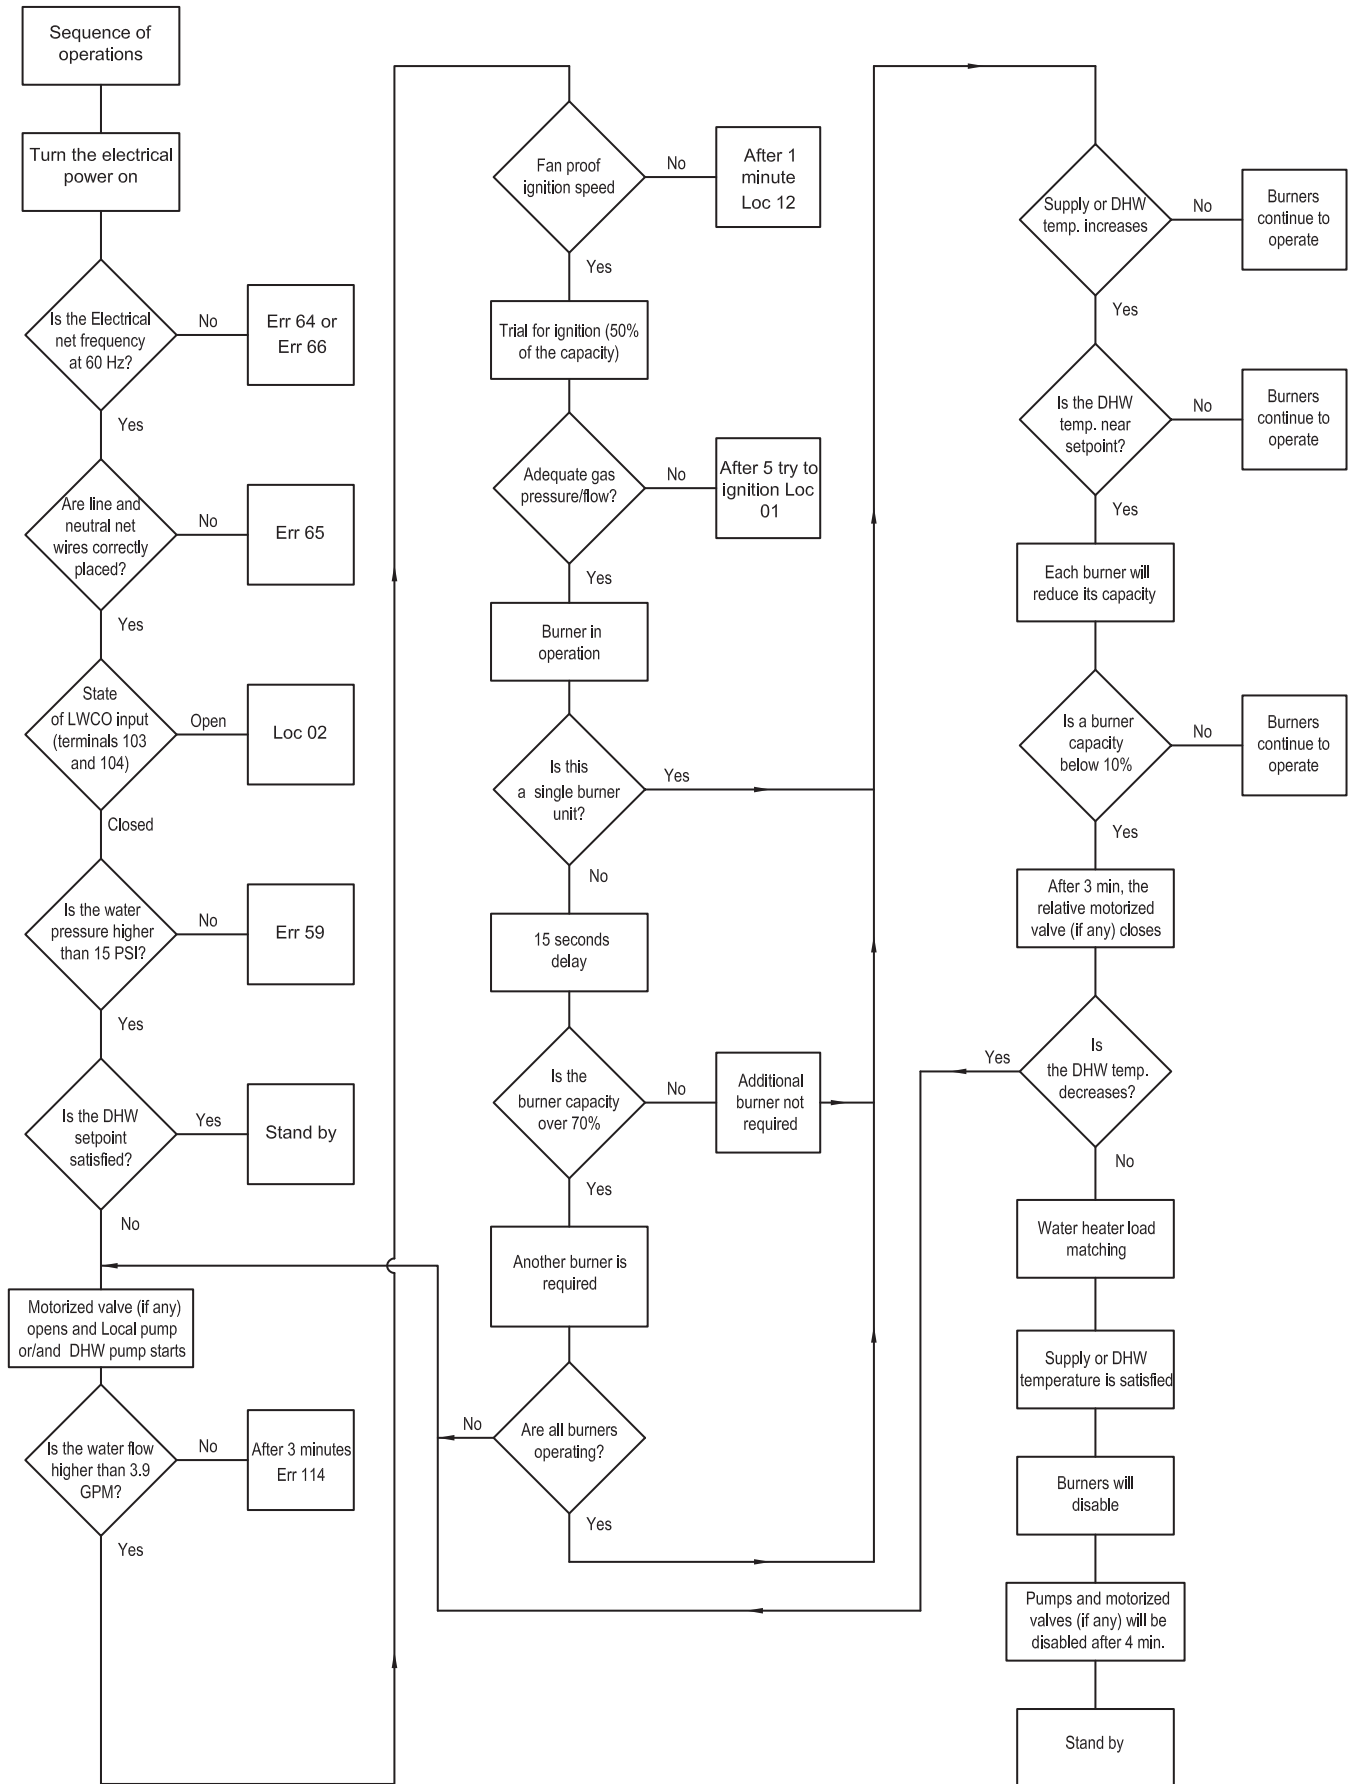 Sequence of
operations
Turn the electrical
power on
Is the Electrical
net frequency
at 60 Hz?
No
Err 64 or
Err 66
Yes
Are line and
neutral net
wires correctly
placed?
No
Err 65
Yes
State
of LWCO input
(terminals 103
and 104)
Open
Loc 02
Closed
Is the water
pressure higher
than 15 PSI?
No
Err 59
Yes
Is the DHW
setpoint
satisfied?
Yes
Stand by
No
Motorized valve (if any)
opens and Local pump
or/and DHW pump starts
Is the water flow
higher than 3.9
GPM?
No
After 3 minutes
Err 114
Yes
Fan proof
ignition speed
No
After 1
minute
Loc 12
Yes
Trial for ignition (50%
of the capacity)
Adequate gas
pressure/flow?
No
After 5 try to
ignition Loc
01
Yes
Burner in
operation
Is this
a single burner
unit?
Yes
No
15 seconds
delay
Is the
burner capacity
over 70%
No
Additional
burner not
required
Yes
Another burner is
required
Are all burners
operating?
No
Yes
Supply or DHW
temp. increases
No
Burners
continue to
operate
Yes
Is the DHW
temp. near
setpoint?
No
Burners
continue to
operate
Yes
Each burner will
reduce its capacity
Is a burner
capacity
below 10%
No
Burners
continue to
operate
Yes
After 3 min, the
relative motorized
valve (if any) closes
Is
the DHW temp.
decreases?
Yes
No
Water heater load
matching
Supply or DHW
temperature is satisfied
Burners will
disable
Pumps and motorized
valves (if any) will be
disabled after 4 min.
Stand by